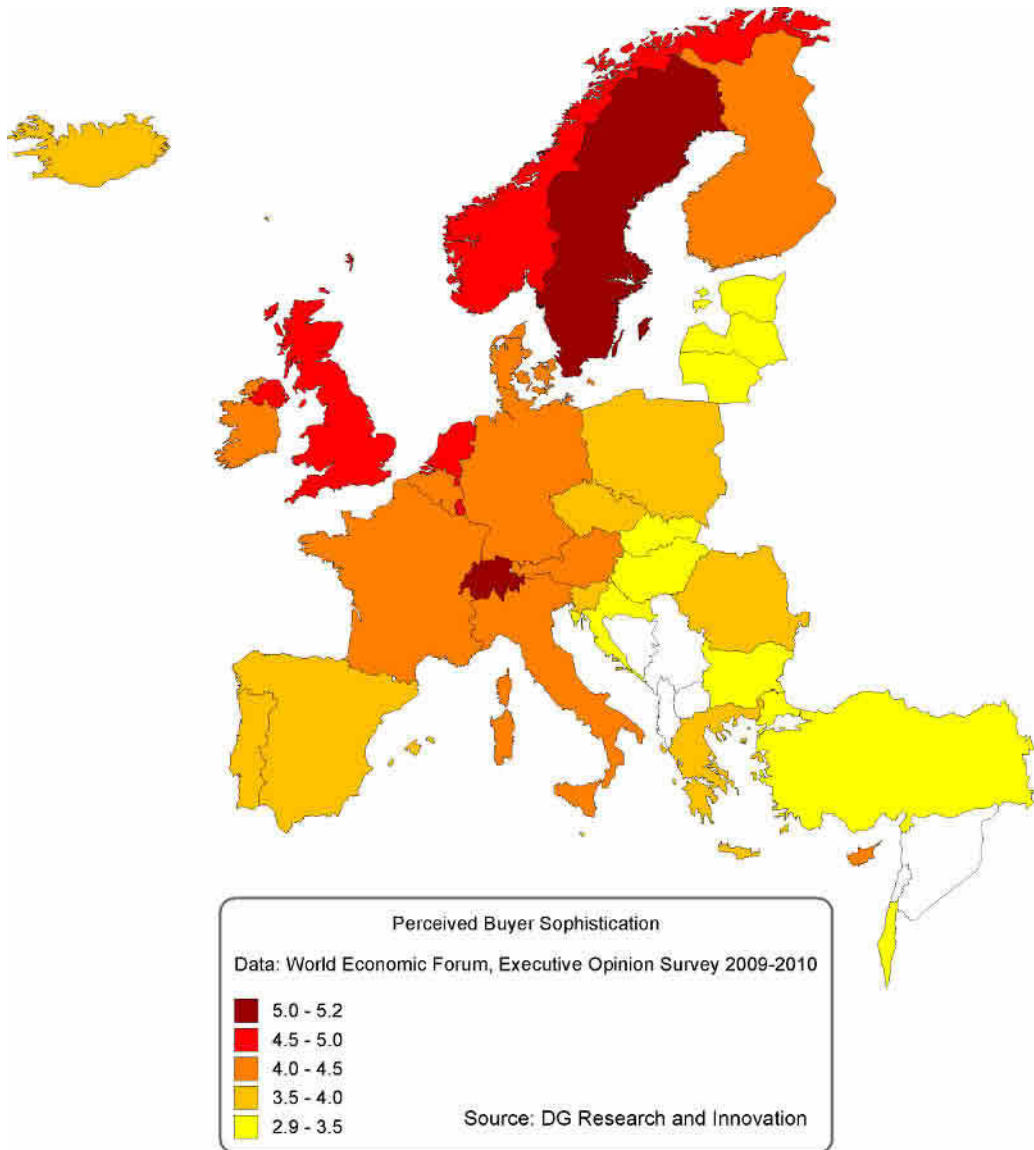 Perceived Buyer Sophistication
Data: World Economic Forum, Executive Opinion Survey 2009-2010
5.0 - 5.2
4.5 - 5.0
4.0 - 4.5
3.5 - 4.0
2.9 - 3.5
Source: DG Research and Innovation